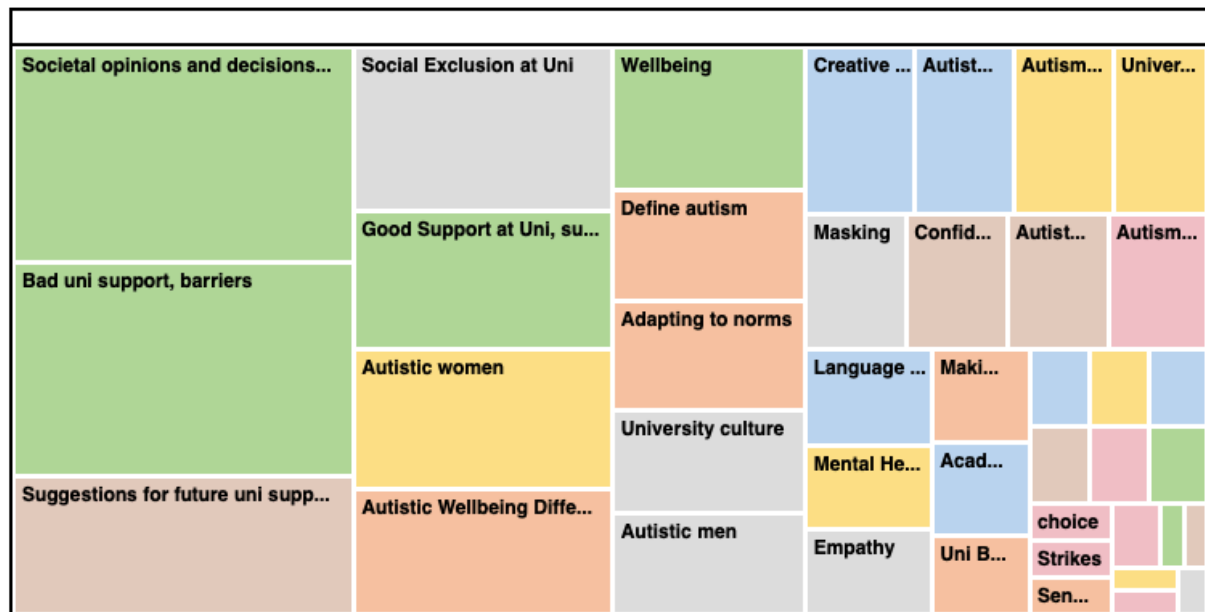 Societal opinions and decisions...
Bad uni support, barriers
Suggestions for future uni supp...
Social Exclusion at Uni
Good Support at Uni, su...
Autistic women
Autistic Wellbeing Diffe...
Wellbeing
Define autism
Adapting to norms
University culture
Autistic men
Creative ...
Autist...
Autism...
Univer...
Masking
Confid...
Autist...
Autism...
Language ...
Mental He...
Empathy
Maki...
Acad...
Uni B...
choice
Strikes
Sen...